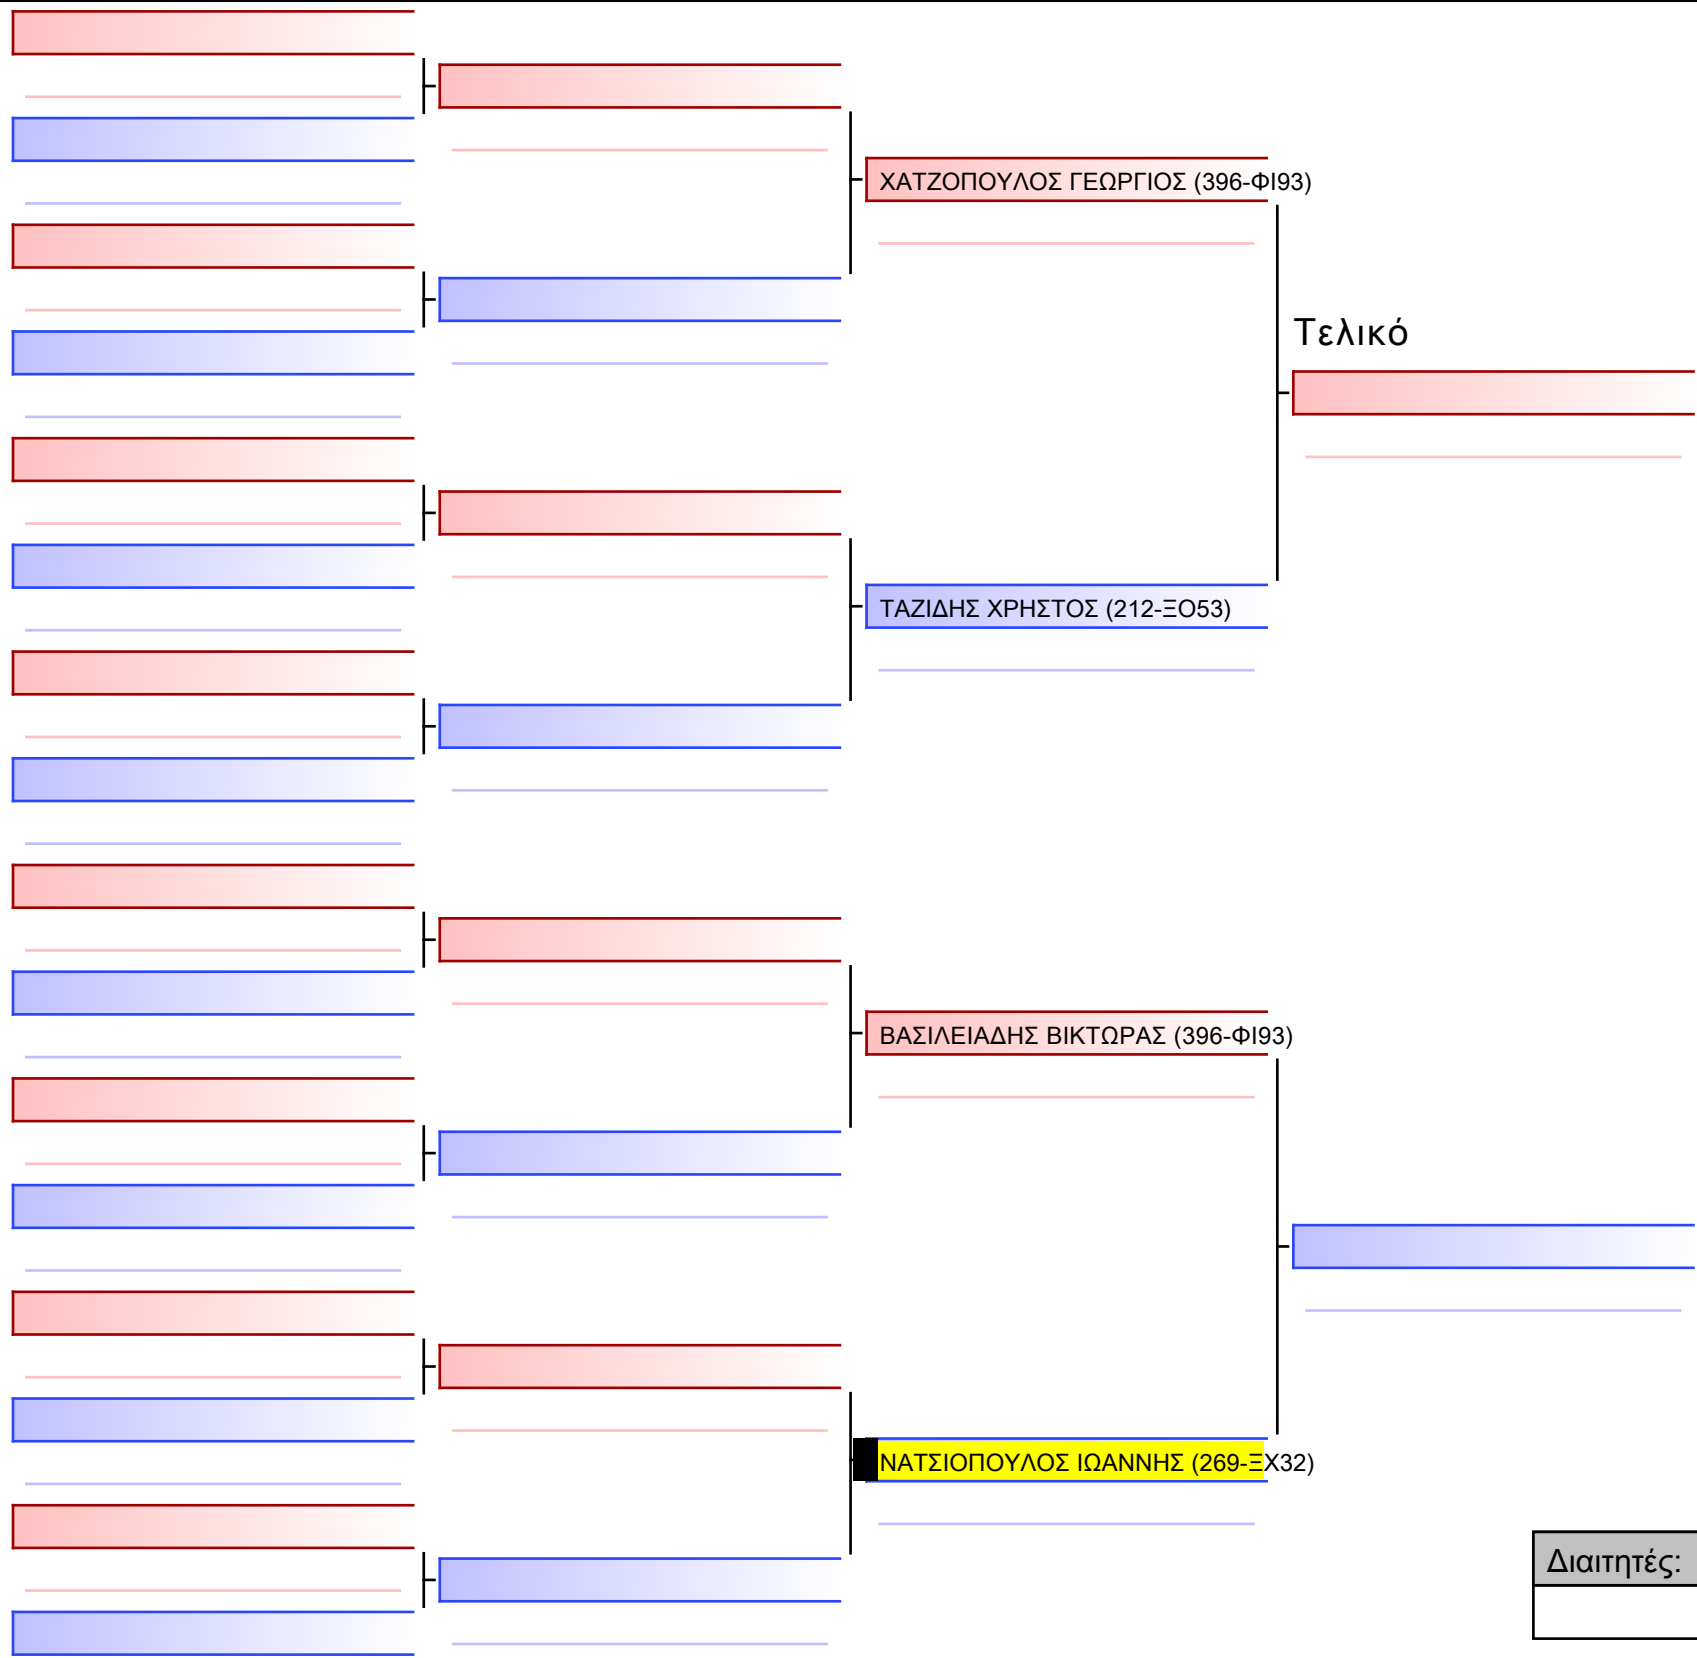 ΧΑΤΖΟΠΟΥΛΟΣ ΓΕΩΡΓΙΟΣ (396-ΦΙ93)
Τελικό
ΤΑΖΙΔΗΣ ΧΡΗΣΤΟΣ (212-ΞΟ53)
ΒΑΣΙΛΕΙΑΔΗΣ ΒΙΚΤΩΡΑΣ (396-ΦΙ93)
ΝΑΤΣΙΟΠΟΥΛΟΣ ΙΩΑΝΝΗΣ (269-ΞΧ32)
Διαιτητές: